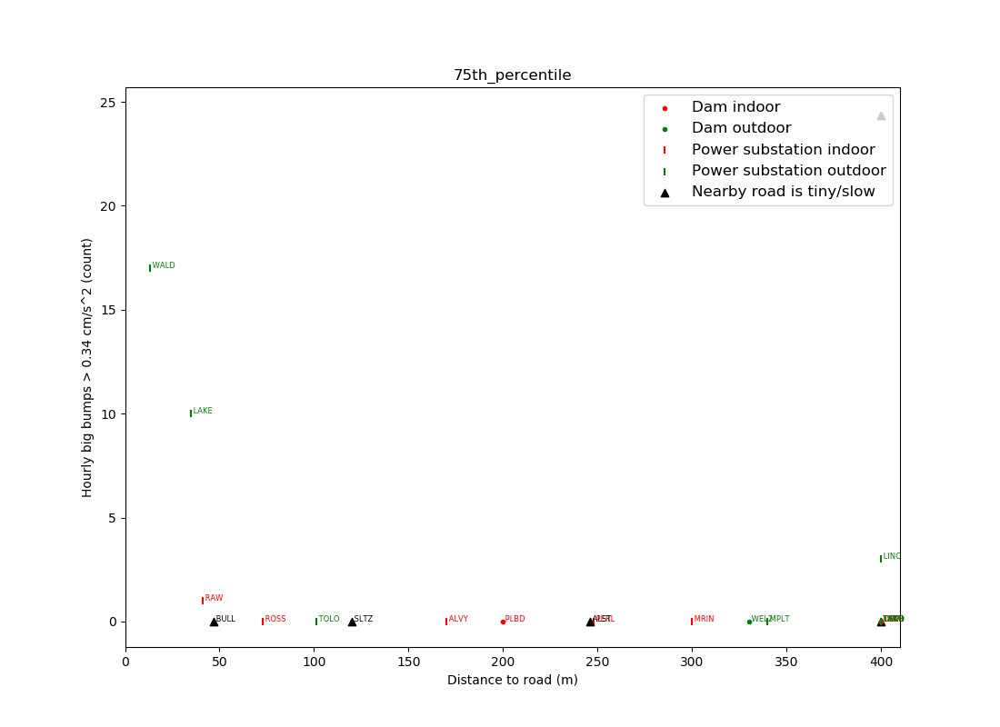 75th_percentile
Hourly big bumps > 0.34 cm/s^2 (count)
25
20
15
10
5
0
Dam indoor
Dam outdoor
Power substation indoor
Power substation outdoor
Nearby road is tiny/slow
WALD
LAKE
LINC
RAW
BULL
ROSS
TOLO
SLTZ
ALVY
PLBD
MRIN
MPLT
0 50 100 150 200 250 300 350 400
Distance to road (m)